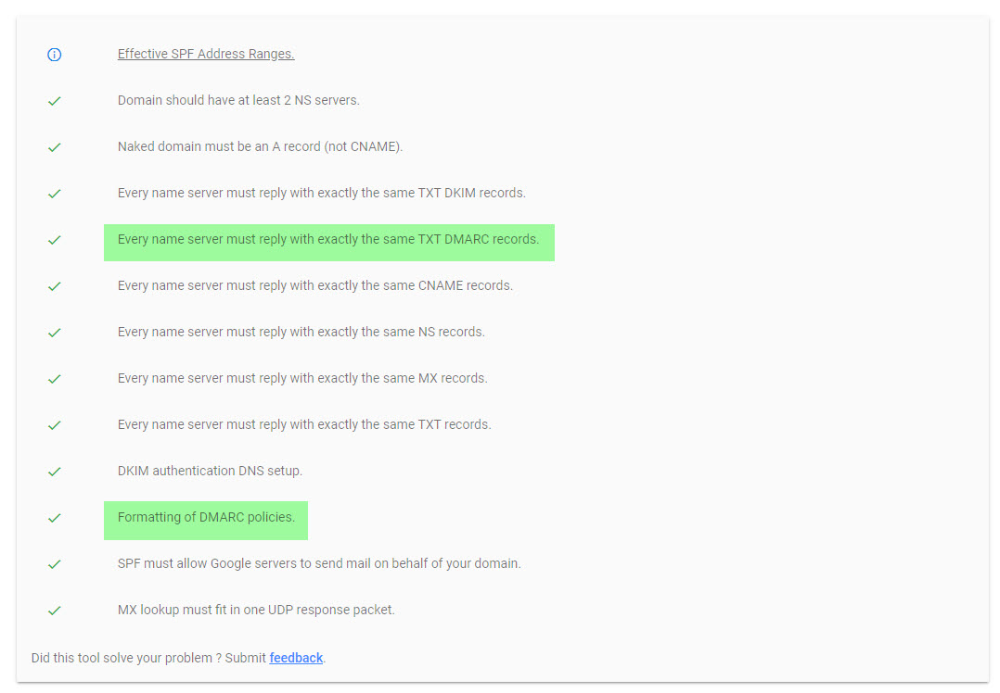 Effective SPF Address Ranges.
Domain should have at least 2 NS servers.
Naked domain must be an A record (not CNAME).
Every name server must reply with exactly the same TXT DKIM records.
Every name server must reply with exactly the same TXT DMARC records.
Every name server must reply with exactly the same CNAME records.
Every name server must reply with exactly the same NS records.
Every name server must reply with exactly the same MX records.
Every name server must reply with exactly the same TXT records.
DKIM authentication DNS setup.
Formatting of DMARC policies.
SPF must allow Google servers to send mail on behalf of your domain.
MX lookup must fit in one UDP response packet.
Did this tool solve your problem ? Submit feedback.